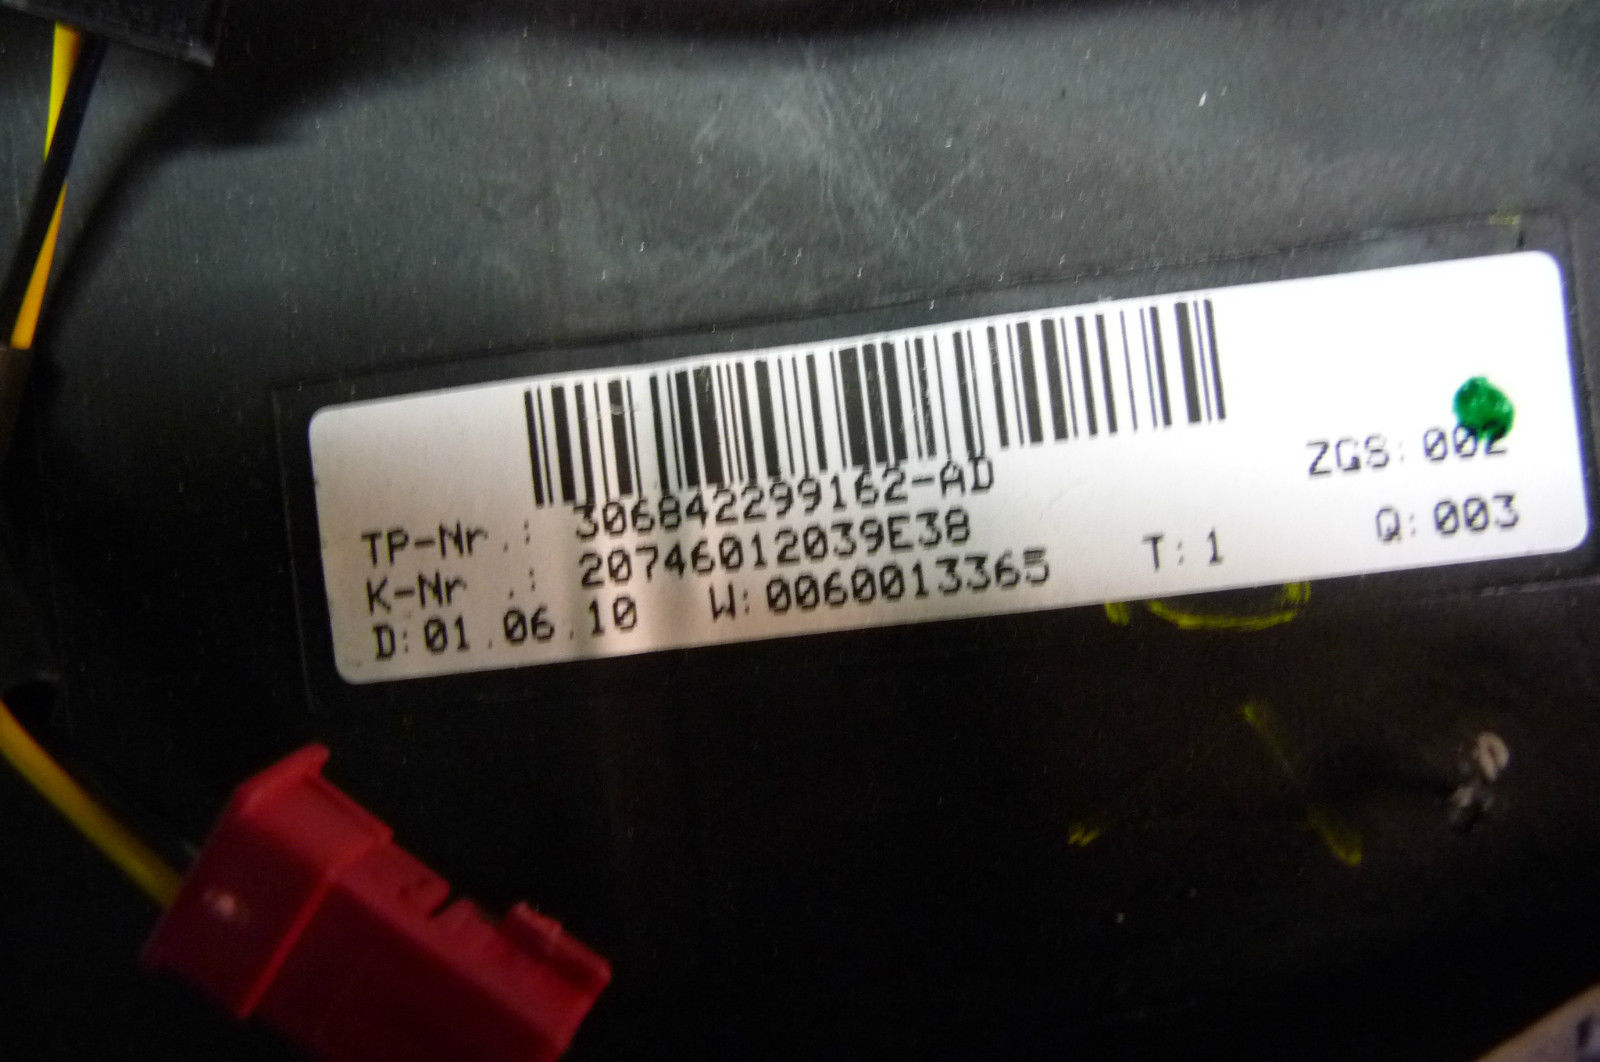 TP-Nr .: 306842299162-AD ZGS: 002
K-Nr .: 20746012039E38 Q: 003
D: 01.06.10 W: 0060013365 T: 1